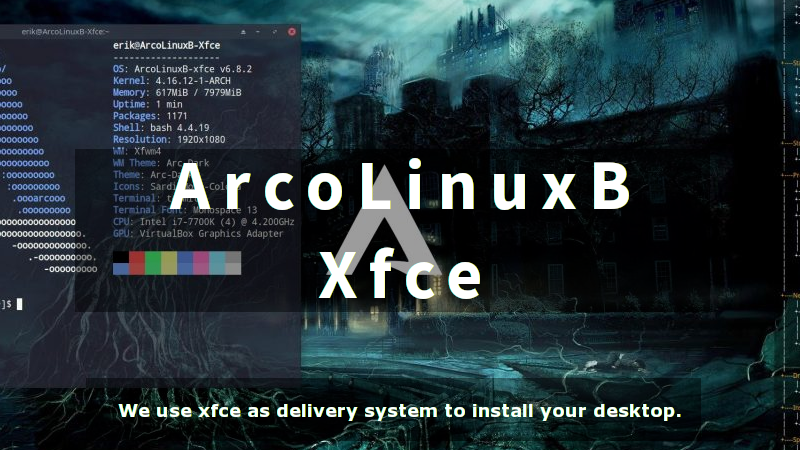 erik@ArcoLinuxB-Xfce:~
erik@ArcoLinuxB-Xfce
--------------------
OS: ArcoLinuxB-xfce v6.8.2
Kernel: 4.16.12-1-ARCH
Memory: 617MiB / 7979MiB
Uptime: 1 min
Packages: 1171
Shell: bash 4.4.19
Resolution: 1920x1080
WM: Xfwm4
WM Theme: Arc-Dark
Theme:
Icons:
Terminal:
Terminal Font: Monospace 13
CPU: Intel i7-7700K (4) @ 4.200GHz
GPU: VirtualBox Graphics Adapter
]$
ArcoLinuxB
Xfce
We use xfce as delivery system to install your desktop.